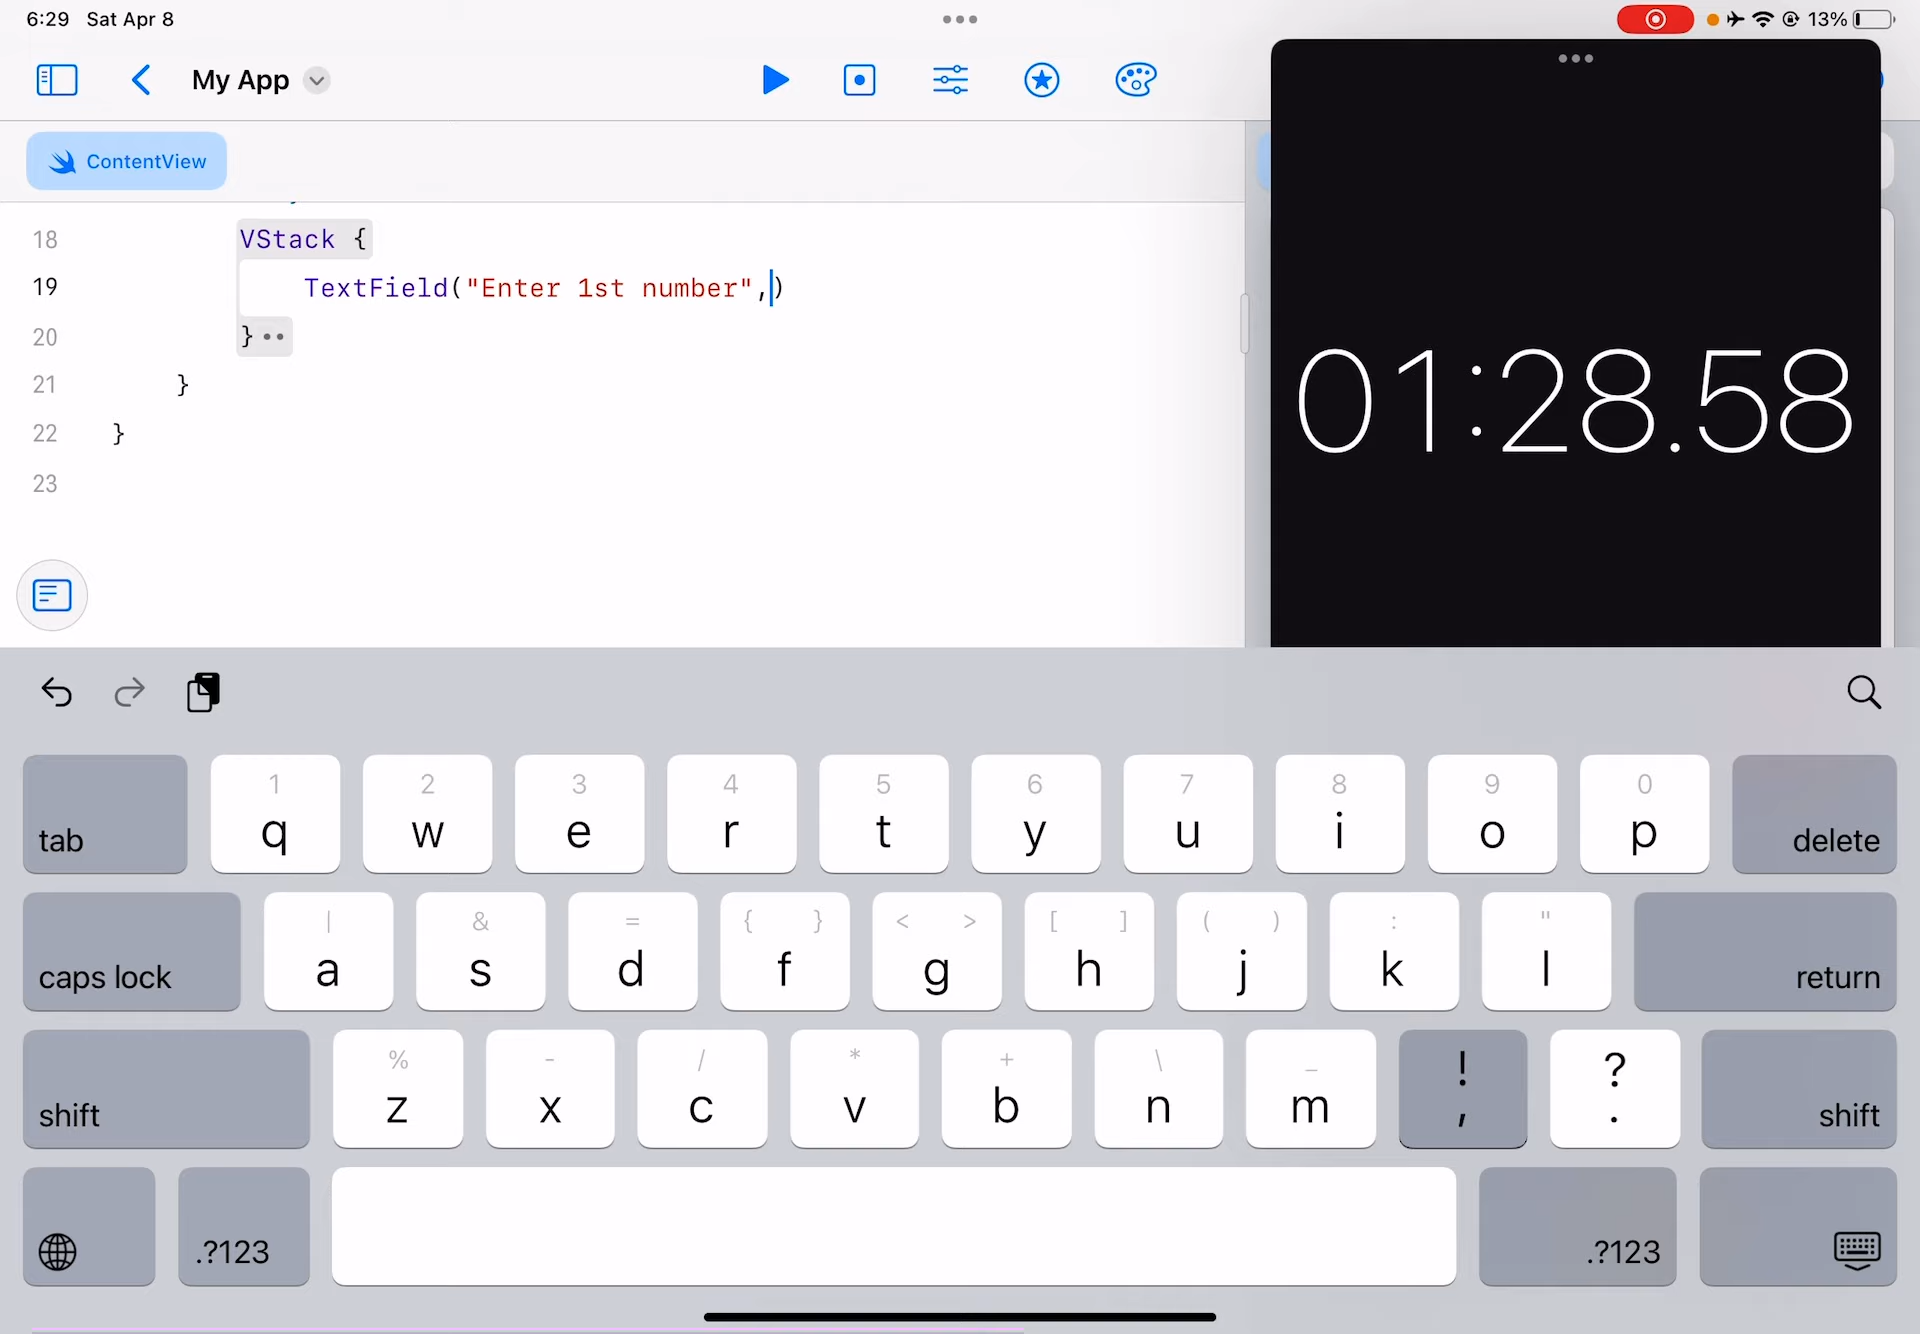 6:29 Sat Apr 8
13%
My App
ContentView
18 VStack {
19 TextField("Enter 1st number",)
20 }
21 }
22 }
23
01:28.58
1 2 3 4 5 6 7 8 9 0
tab q w e r t y u i o p delete
| & = { } < > [ ] ( ) : "
caps lock a s d f g h j k l return
% - / * + \ _ ! ?
shift z x c v b n m , . shift
.?123 .?123